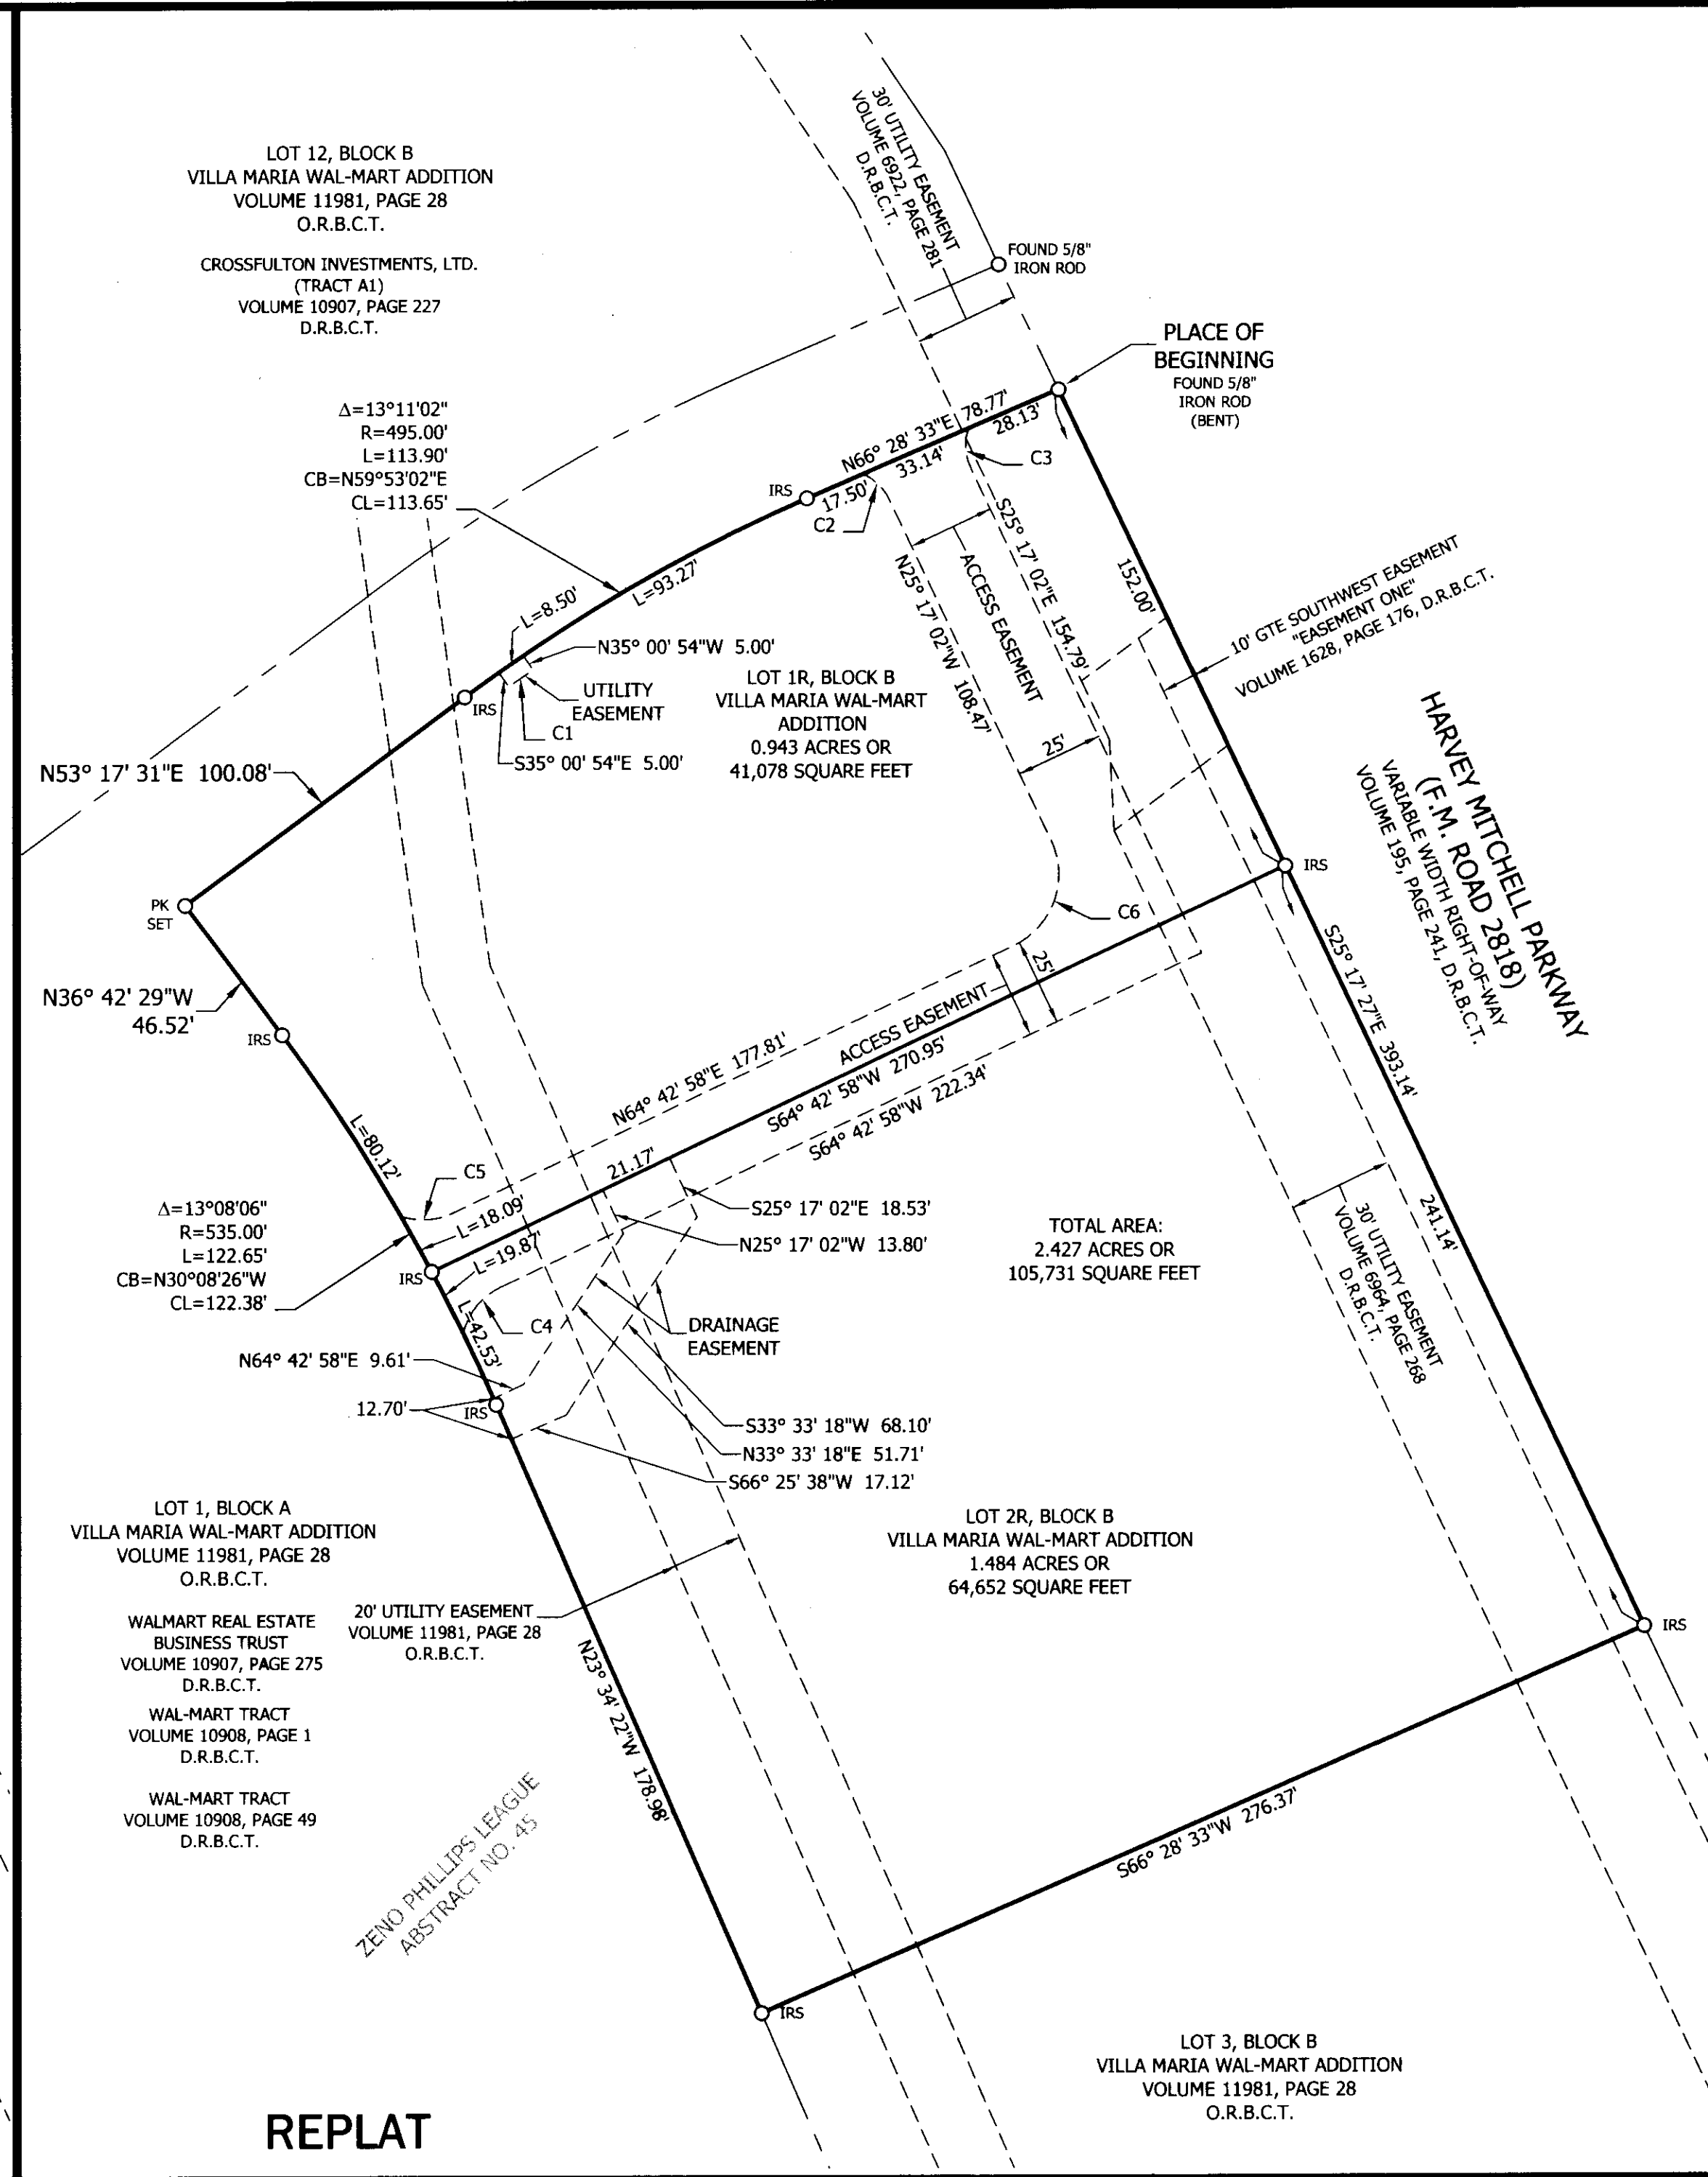 LOT 12, BLOCK B
VILLA MARIA WAL-MART ADDITION
VOLUME 11981, PAGE 28
O.R.B.C.T.
CROSSFULTON INVESTMENTS, LTD.
(TRACT A1)
VOLUME 10907, PAGE 227
D.R.B.C.T.
30' UTILITY EASEMENT
VOLUME 6922, PAGE 281
D.R.B.C.T.
FOUND 5/8"
IRON ROD
PLACE OF
BEGINNING
FOUND 5/8"
IRON ROD
(BENT)
Δ=13°11'02"
R=495.00'
L=113.90'
CB=N59°53'02"E
CL=113.65'
N66° 28' 33"E 78.77'
28.13'
33.14'
17.50'
IRS
C2
C3
L=93.27'
L=8.50'
N35° 00' 54"W 5.00'
UTILITY
EASEMENT
C1
S35° 00' 54"E 5.00'
IRS
N53° 17' 31"E 100.08'
LOT 1R, BLOCK B
VILLA MARIA WAL-MART
ADDITION
0.943 ACRES OR
41,078 SQUARE FEET
S25° 17' 02"E 154.79'
ACCESS EASEMENT
N25° 17' 02"W 108.47'
25'
152.00'
10' GTE SOUTHWEST EASEMENT
"EASEMENT ONE"
VOLUME 1628, PAGE 176, D.R.B.C.T.
HARVEY MITCHELL PARKWAY
(F.M. ROAD 2818)
VARIABLE WIDTH RIGHT-OF-WAY
VOLUME 195, PAGE 241, D.R.B.C.T.
IRS
C6
S25° 17' 27"E 393.14'
PK
SET
N36° 42' 29"W
46.52'
IRS
L=80.12'
25'
ACCESS EASEMENT
N64° 42' 58"E 177.81'
S64° 42' 58"W 270.95'
S64° 42' 58"W 222.34'
21.17'
C5
L=18.09'
L=19.87'
IRS
Δ=13°08'06"
R=535.00'
L=122.65'
CB=N30°08'26"W
CL=122.38'
S25° 17' 02"E 18.53'
N25° 17' 02"W 13.80'
TOTAL AREA:
2.427 ACRES OR
105,731 SQUARE FEET
241.14'
30' UTILITY EASEMENT
VOLUME 6964, PAGE 268
D.R.B.C.T.
L=42.53'
C4
DRAINAGE
EASEMENT
N64° 42' 58"E 9.61'
12.70'
IRS
S33° 33' 18"W 68.10'
N33° 33' 18"E 51.71'
S66° 25' 38"W 17.12'
LOT 1, BLOCK A
VILLA MARIA WAL-MART ADDITION
VOLUME 11981, PAGE 28
O.R.B.C.T.
WALMART REAL ESTATE
BUSINESS TRUST
VOLUME 10907, PAGE 275
D.R.B.C.T.
WAL-MART TRACT
VOLUME 10908, PAGE 1
D.R.B.C.T.
WAL-MART TRACT
VOLUME 10908, PAGE 49
D.R.B.C.T.
20' UTILITY EASEMENT
VOLUME 11981, PAGE 28
O.R.B.C.T.
LOT 2R, BLOCK B
VILLA MARIA WAL-MART ADDITION
1.484 ACRES OR
64,652 SQUARE FEET
IRS
N23° 34' 22"W 178.98'
S66° 28' 33"W 276.37'
ZENO PHILLIPS LEAGUE
ABSTRACT NO. 45
IRS
LOT 3, BLOCK B
VILLA MARIA WAL-MART ADDITION
VOLUME 11981, PAGE 28
O.R.B.C.T.
REPLAT